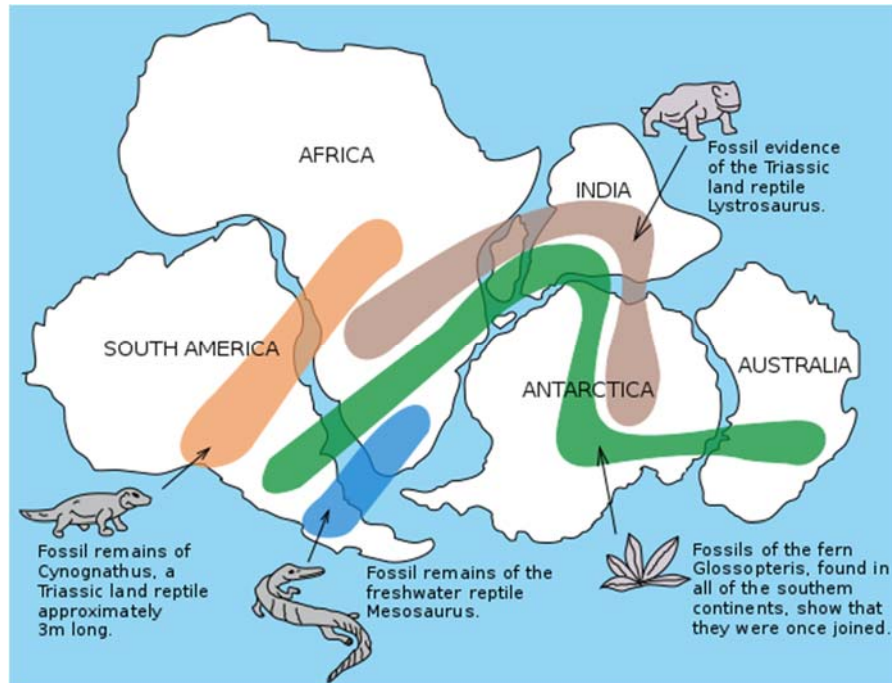 AFRICA
INDIA
Fossil evidence
of the Triassic
land reptile
Lystrosaurus.
SOUTH AMERICA
ANTARCTICA
AUSTRALIA
Fossil remains of
Cynognathus, a
Triassic land reptile
approximately
3m long.
Fossil remains of the
freshwater reptile
Mesosaurus.
Fossils of the fern
Glossopteris, found in
all of the southern
continents, show that
they were once joined.